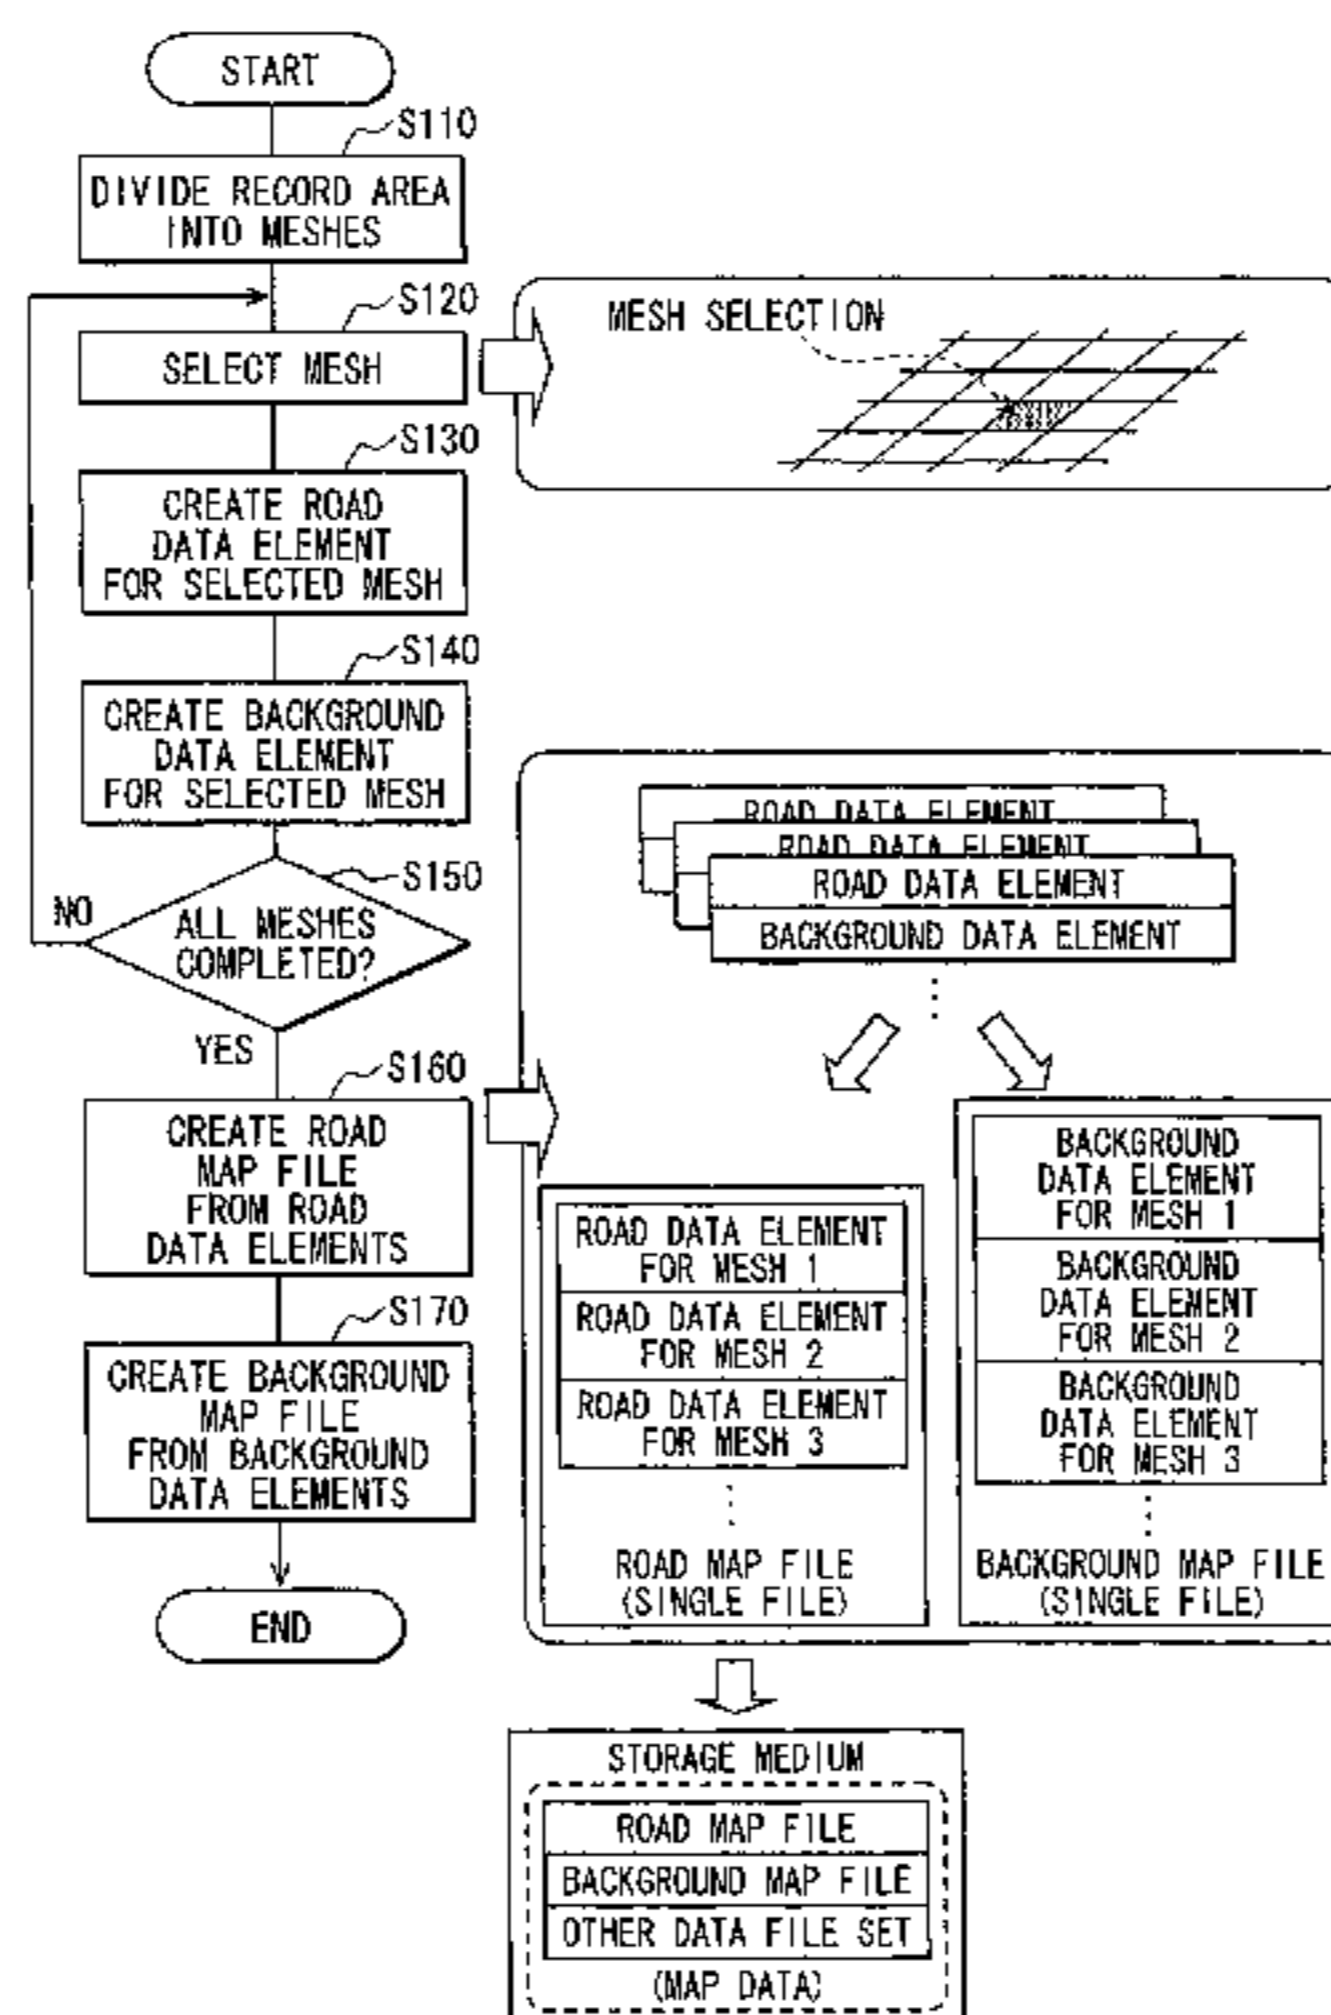 START
S110
DIVIDE RECORD AREA
INTO MESHES
S120
SELECT MESH
S130
CREATE ROAD
DATA ELEMENT
FOR SELECTED MESH
S140
CREATE BACKGROUND
DATA ELEMENT
FOR SELECTED MESH
S150
NO
ALL MESHES
COMPLETED?
YES
S160
CREATE ROAD
MAP FILE
FROM ROAD
DATA ELEMENTS
S170
CREATE BACKGROUND
MAP FILE
FROM BACKGROUND
DATA ELEMENTS
END
MESH SELECTION
ROAD DATA ELEMENT
ROAD DATA ELEMENT
ROAD DATA ELEMENT
BACKGROUND DATA ELEMENT
ROAD DATA ELEMENT
FOR MESH 1
ROAD DATA ELEMENT
FOR MESH 2
ROAD DATA ELEMENT
FOR MESH 3
ROAD MAP FILE
(SINGLE FILE)
BACKGROUND
DATA ELEMENT
FOR MESH 1
BACKGROUND
DATA ELEMENT
FOR MESH 2
BACKGROUND
DATA ELEMENT
FOR MESH 3
BACKGROUND MAP FILE
(SINGLE FILE)
STORAGE MEDIUM
ROAD MAP FILE
BACKGROUND MAP FILE
OTHER DATA FILE SET
(MAP DATA)